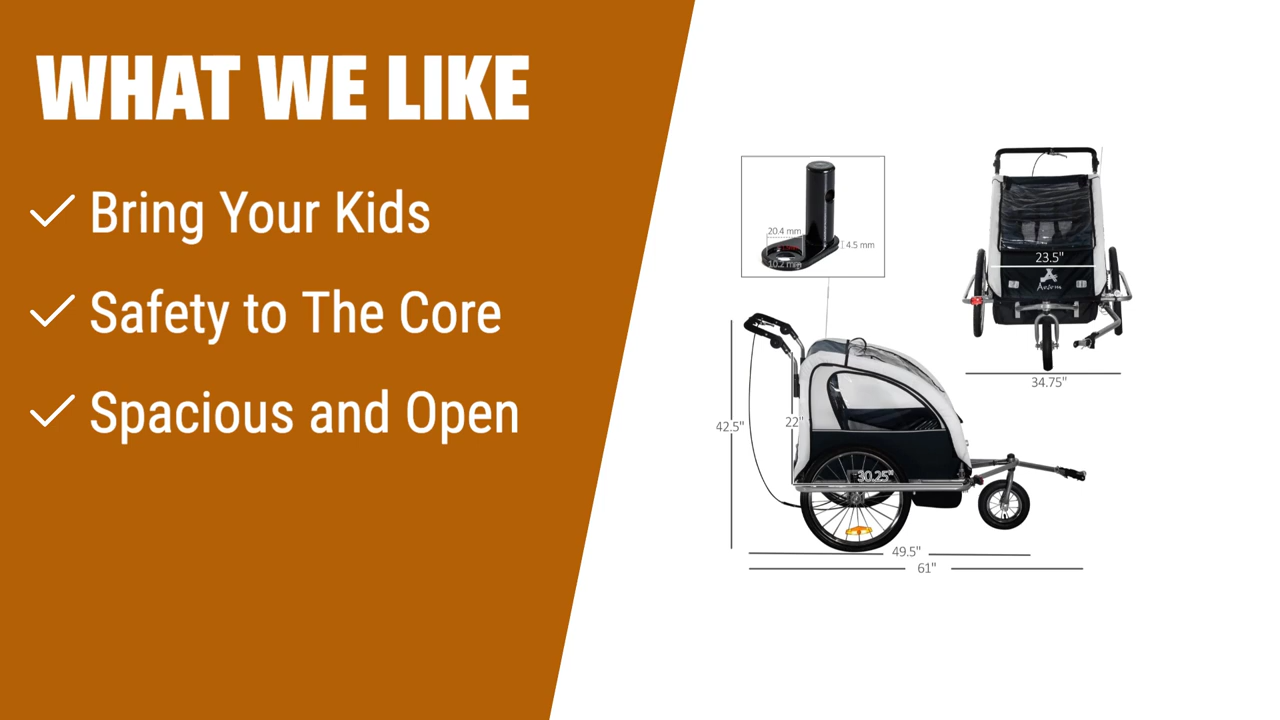 WHAT WE LIKE
Bring Your Kids
Safety to The Core
Spacious and Open
20.4 mm
4.5 mm
10.2 mm
23.5"
Aosom
34.75"
42.5"
22"
30.25"
49.5"
61"